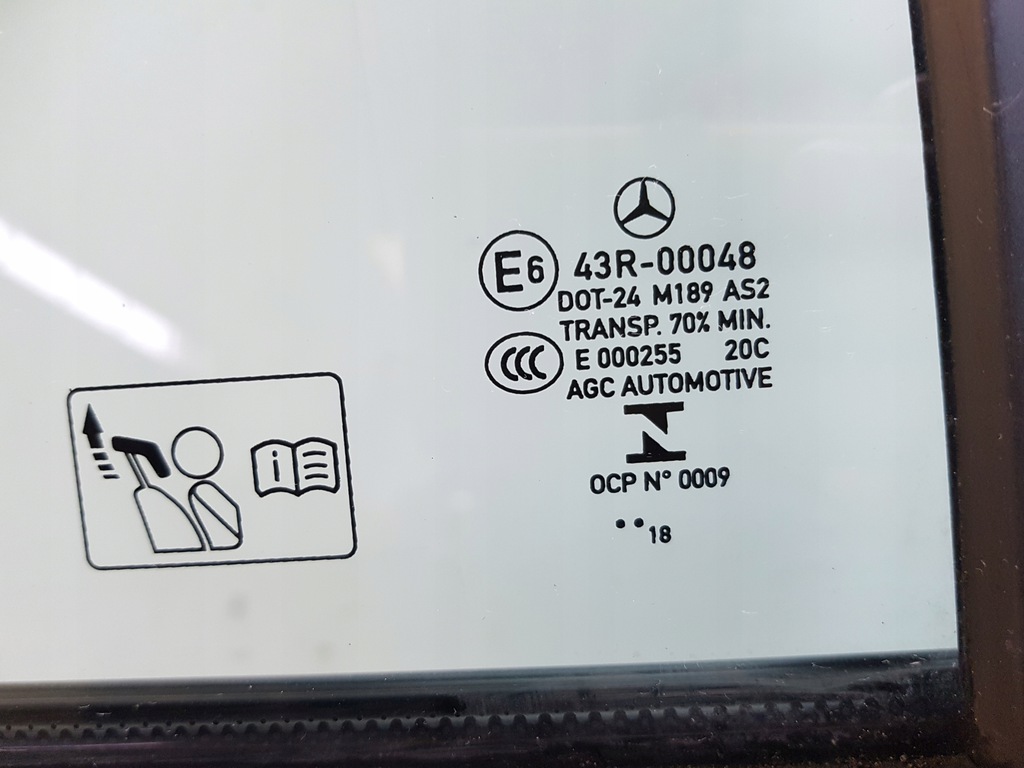 E6 43R-00048
DOT-24 M189 AS2
TRANSP. 70% MIN.
CCC E 000255 20C
AGC AUTOMOTIVE
N
OCP N° 0009
•• 18
i